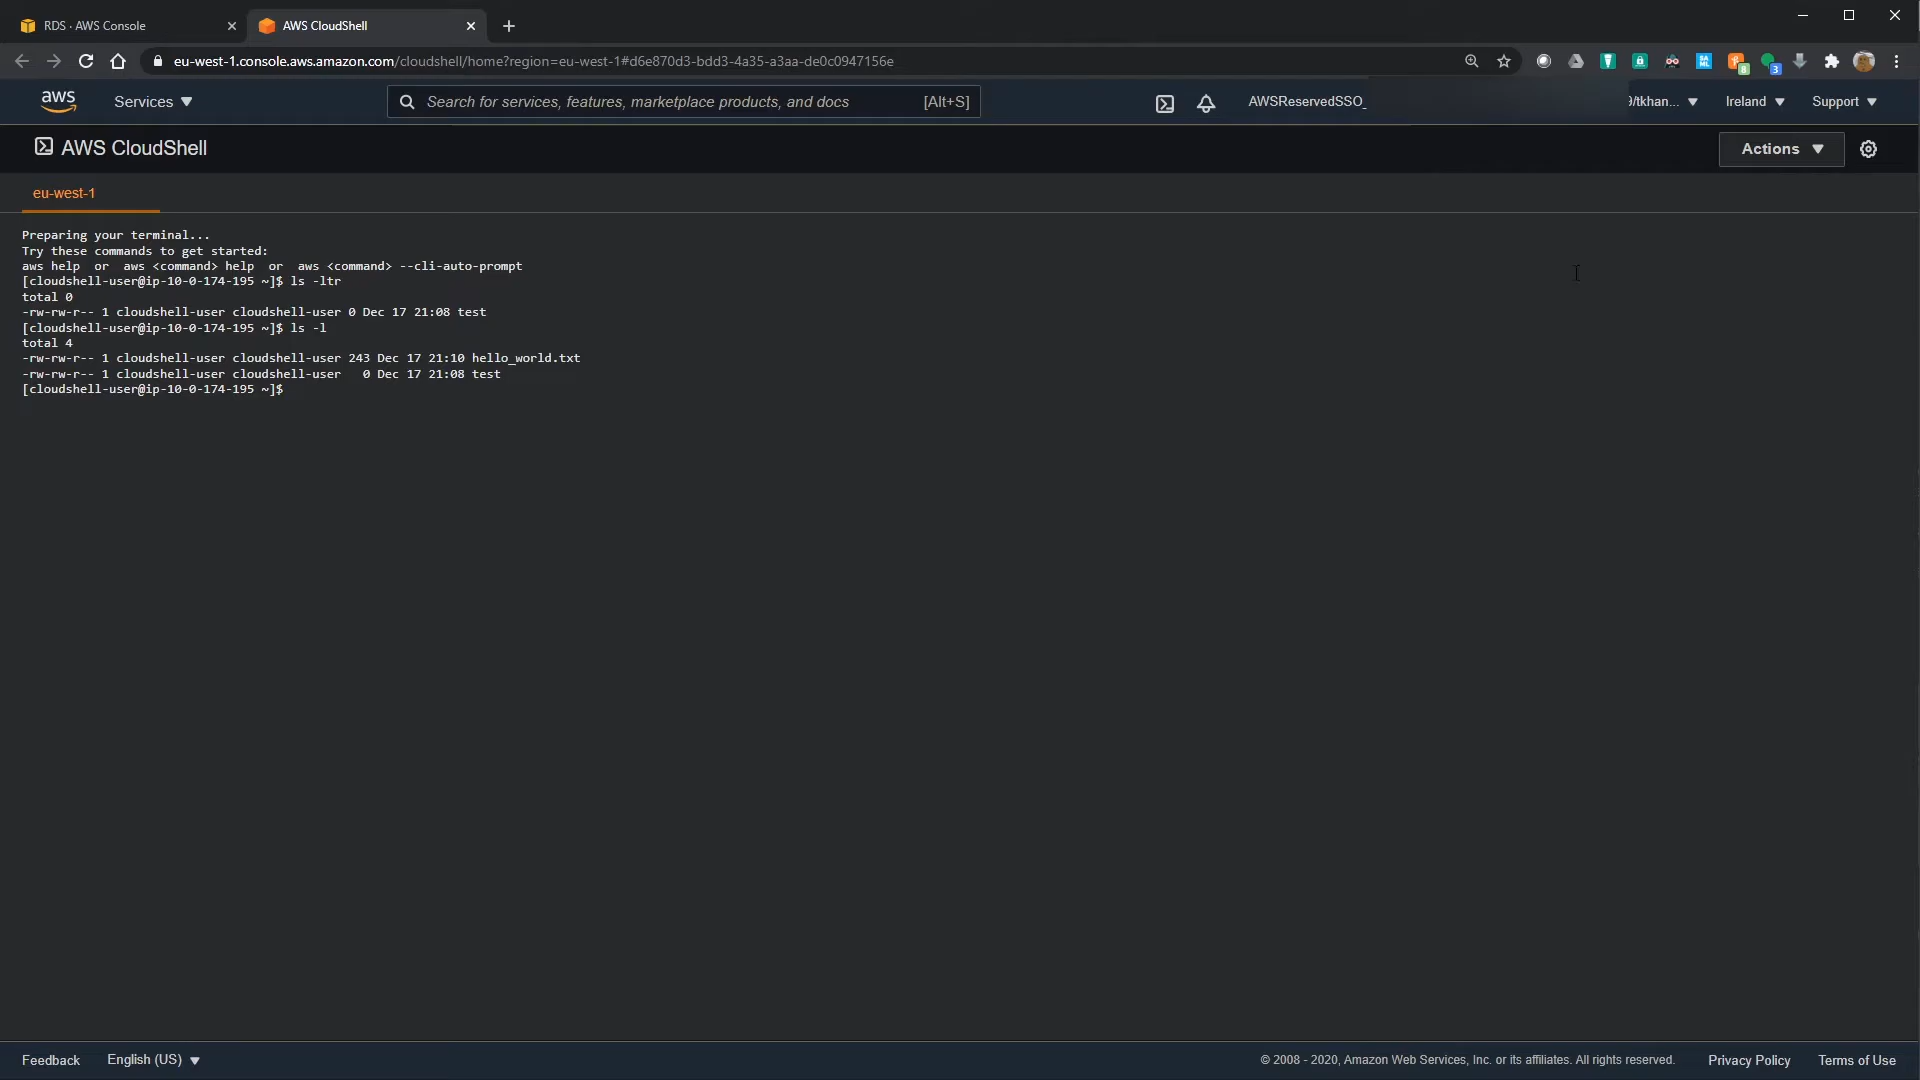 RDS · AWS Console
AWS CloudShell
eu-west-1.console.aws.amazon.com/cloudshell/home?region=eu-west-1#d6e870d3-bdd3-4a35-a3aa-de0c0947156e
aws
Services
Search for services, features, marketplace products, and docs
[Alt+S]
AWSReservedSSO_
9/tkhan...
Ireland
Support
AWS CloudShell
Actions
eu-west-1
Preparing your terminal...
Try these commands to get started:
aws help  or  aws <command> help  or  aws <command> --cli-auto-prompt
[cloudshell-user@ip-10-0-174-195 ~]$ ls -ltr
total 0
-rw-rw-r-- 1 cloudshell-user cloudshell-user 0 Dec 17 21:08 test
[cloudshell-user@ip-10-0-174-195 ~]$ ls -l
total 4
-rw-rw-r-- 1 cloudshell-user cloudshell-user 243 Dec 17 21:10 hello_world.txt
-rw-rw-r-- 1 cloudshell-user cloudshell-user   0 Dec 17 21:08 test
[cloudshell-user@ip-10-0-174-195 ~]$
Feedback
English (US)
© 2008 - 2020, Amazon Web Services, Inc. or its affiliates. All rights reserved.
Privacy Policy
Terms of Use